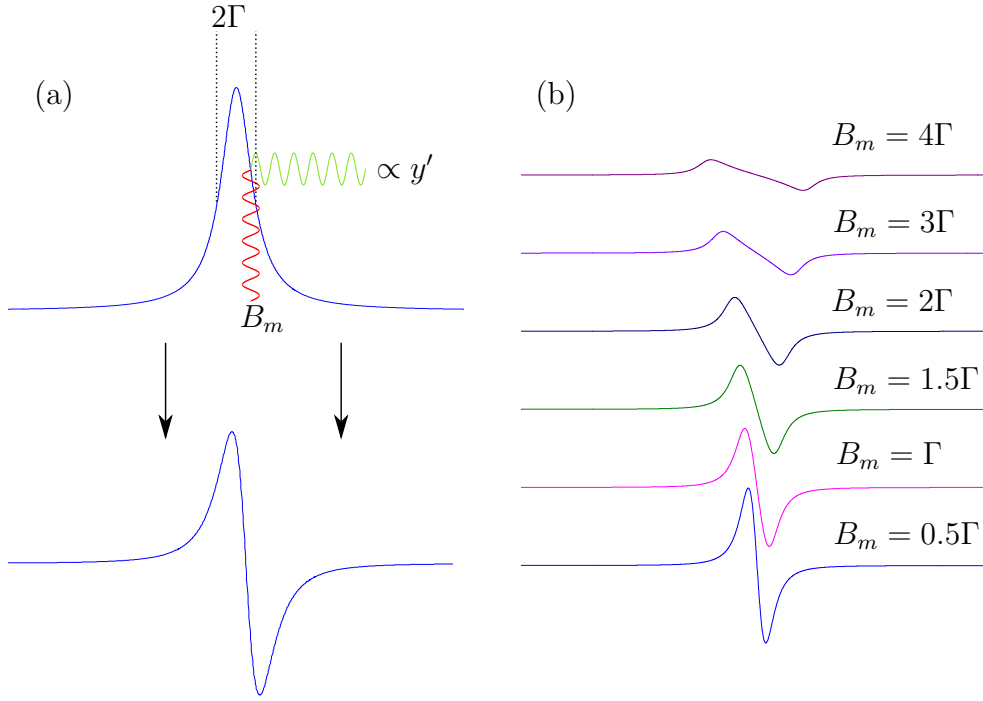 2Γ
(a)
∝ y′
B_m
(b)
B_m = 4Γ
B_m = 3Γ
B_m = 2Γ
B_m = 1.5Γ
B_m = Γ
B_m = 0.5Γ